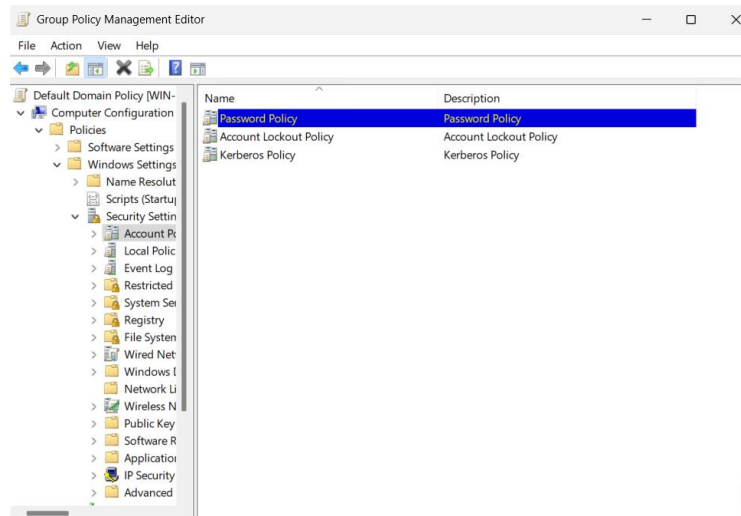 Group Policy Management Editor
File Action View Help
Default Domain Policy [WIN-
Computer Configuration
Policies
Software Settings
Windows Settings
Name Resolut
Scripts (Startu
Security Settin
Account Po
Local Polic
Event Log
Restricted
System Ser
Registry
File System
Wired Net
Windows D
Network Li
Wireless N
Public Key
Software R
Application
IP Security
Advanced
Name Description
Password Policy Password Policy
Account Lockout Policy Account Lockout Policy
Kerberos Policy Kerberos Policy